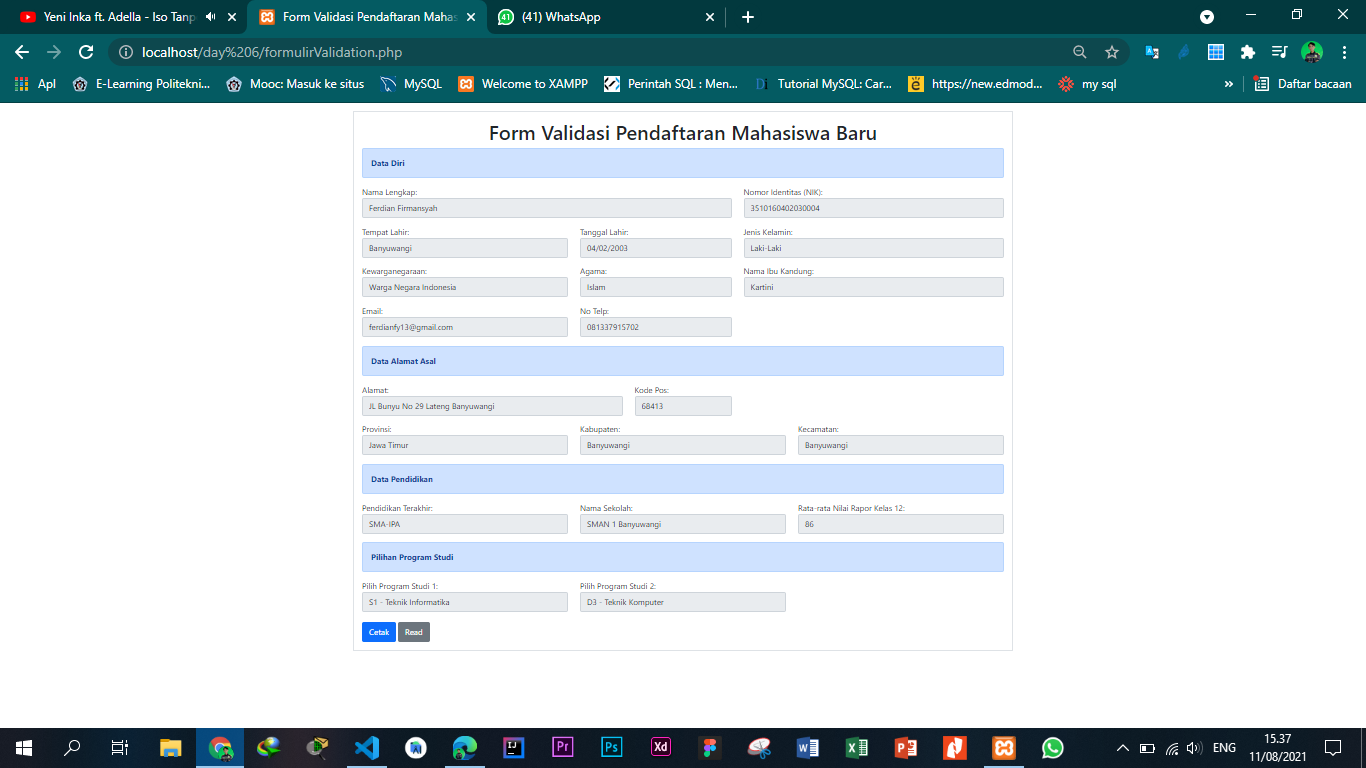 Yeni Inka ft. Adella - Iso Tanp
Form Validasi Pendaftaran Mahas
(41) WhatsApp
localhost/day%206/formulirValidation.php
Apl
E-Learning Politekni...
Mooc: Masuk ke situs
MySQL
Welcome to XAMPP
Perintah SQL : Men...
Tutorial MySQL: Car...
https://new.edmod...
my sql
»
Daftar bacaan
Form Validasi Pendaftaran Mahasiswa Baru
Data Diri
Nama Lengkap: Nomor Identitas (NIK):
Ferdian Firmansyah 3510160402030004
Tempat Lahir: Tanggal Lahir: Jenis Kelamin:
Banyuwangi 04/02/2003 Laki-Laki
Kewarganegaraan: Agama: Nama Ibu Kandung:
Warga Negara Indonesia Islam Kartini
Email: No Telp:
ferdianfy13@gmail.com 081337915702
Data Alamat Asal
Alamat: Kode Pos:
JL Bunyu No 29 Lateng Banyuwangi 68413
Provinsi: Kabupaten: Kecamatan:
Jawa Timur Banyuwangi Banyuwangi
Data Pendidikan
Pendidikan Terakhir: Nama Sekolah: Rata-rata Nilai Rapor Kelas 12:
SMA-IPA SMAN 1 Banyuwangi 86
Pilihan Program Studi
Pilih Program Studi 1: Pilih Program Studi 2:
S1 - Teknik Informatika D3 - Teknik Komputer
Cetak Read
ENG
15.37
11/08/2021